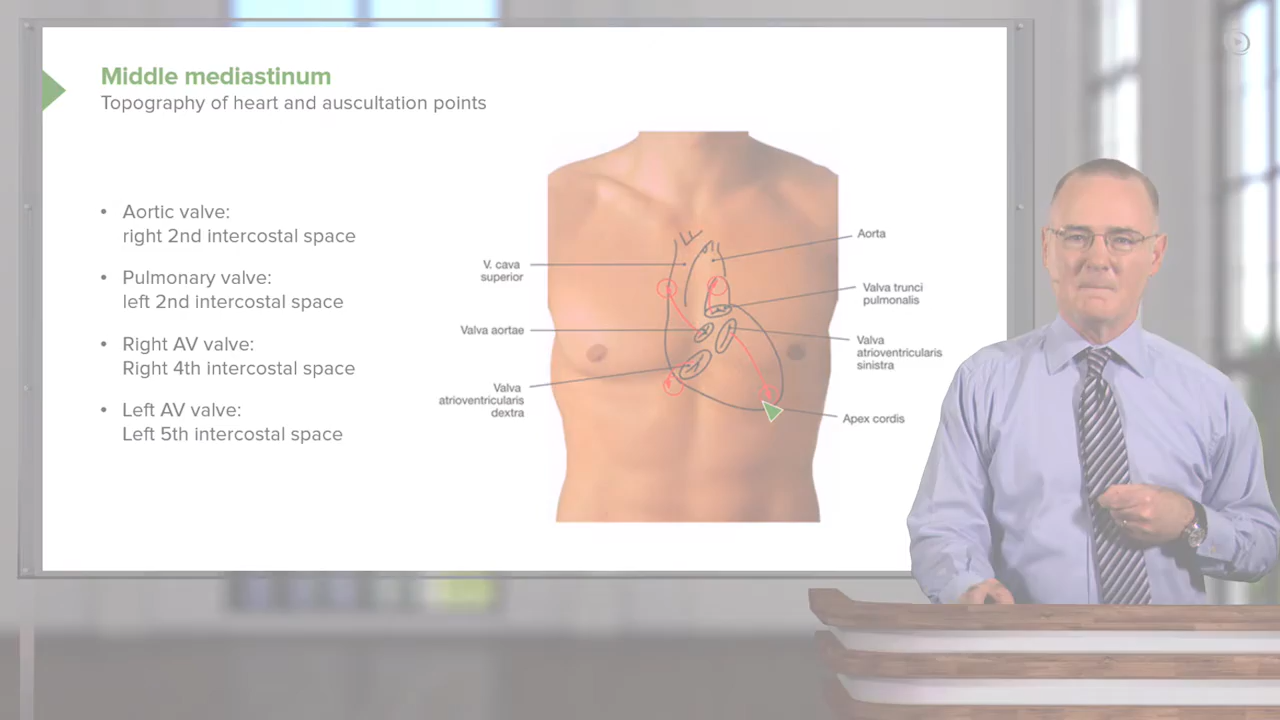 Middle mediastinum
Topography of heart and auscultation points
• Aortic valve:
right 2nd intercostal space
• Pulmonary valve:
left 2nd intercostal space
• Right AV valve:
Right 4th intercostal space
• Left AV valve:
Left 5th intercostal space
V. cava
superior
Valva aortae
Valva
atrioventricularis
dextra
Aorta
Valva trunci
pulmonalis
Valva
atrioventricularis
sinistra
Apex cordis